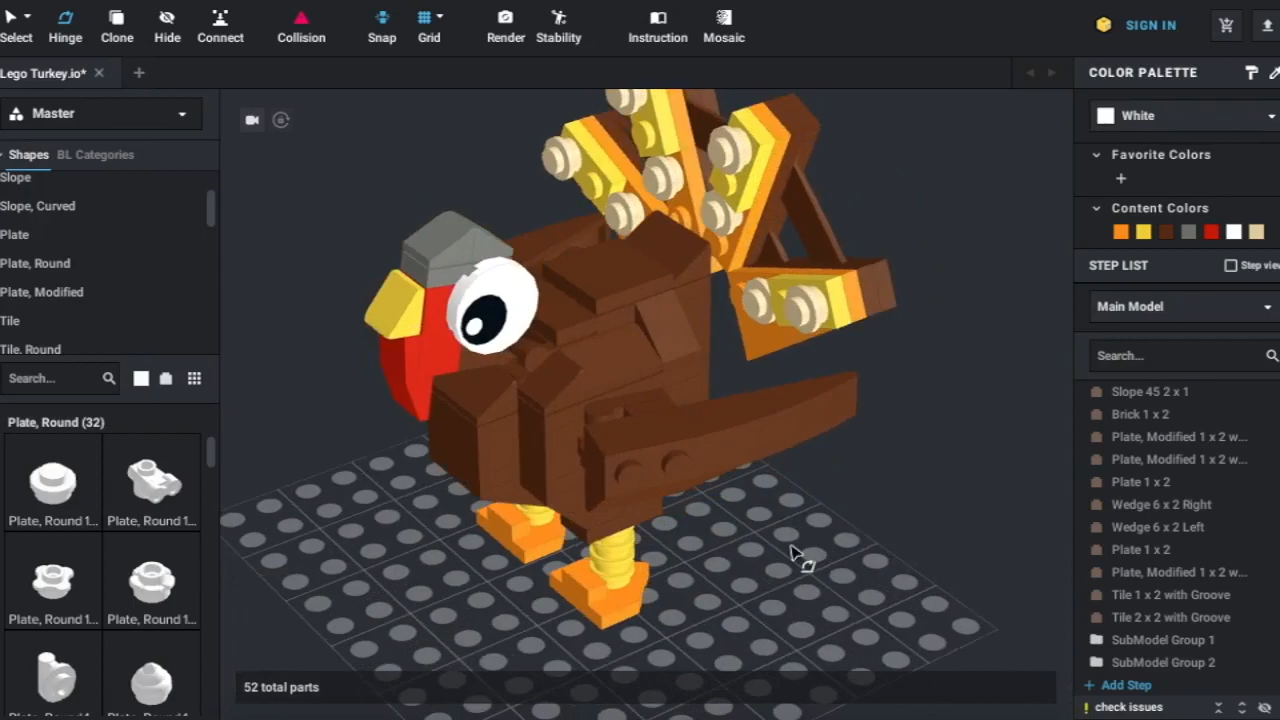 Select
Hinge
Clone
Hide
Connect
Collision
Snap
Grid
Render
Stability
Instruction
Mosaic
SIGN IN
Lego Turkey.io*
COLOR PALETTE
Master
White
Shapes
BL Categories
Slope
Slope, Curved
Plate
Plate, Round
Plate, Modified
Tile
Tile, Round
Search...
Plate, Round (32)
Plate, Round 1...
Plate, Round 1...
Plate, Round 1...
Plate, Round 1...
52 total parts
Favorite Colors
Content Colors
STEP LIST
Step view
Main Model
Search...
Slope 45 2 x 1
Brick 1 x 2
Plate, Modified 1 x 2 w...
Plate, Modified 1 x 2 w...
Plate 1 x 2
Wedge 6 x 2 Right
Wedge 6 x 2 Left
Plate 1 x 2
Plate, Modified 1 x 2 w...
Tile 1 x 2 with Groove
Tile 2 x 2 with Groove
SubModel Group 1
SubModel Group 2
+ Add Step
check issues